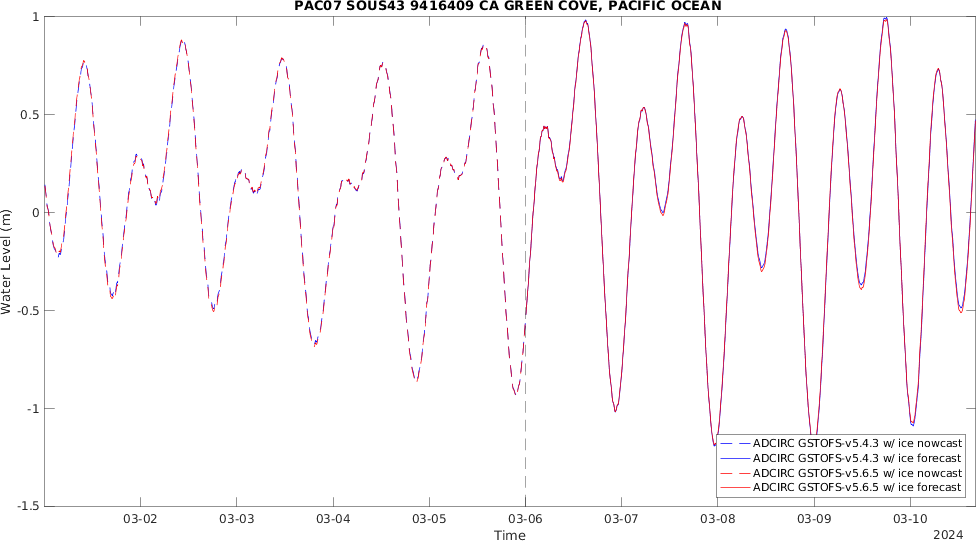 PAC07 SOUS43 9416409 CA GREEN COVE, PACIFIC OCEAN
Water Level (m)
1
0.5
0
-0.5
-1
-1.5
03-02 03-03 03-04 03-05 03-06 03-07 03-08 03-09 03-10
Time
2024
ADCIRC GSTOFS-v5.4.3 w/ ice nowcast
ADCIRC GSTOFS-v5.4.3 w/ ice forecast
ADCIRC GSTOFS-v5.6.5 w/ ice nowcast
ADCIRC GSTOFS-v5.6.5 w/ ice forecast